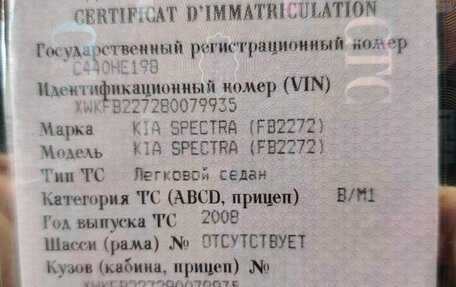 CERTIFICAT D'IMMATRICULATION
Государственный регистрационный номер
С440НЕ198
Идентификационный номер (VIN)
XWKFB227280079935
Марка KIA SPECTRA (FB2272)
Модель KIA SPECTRA (FB2272)
Тип ТС Легковой седан
Категория ТС (ABCD, прицеп) B/M1
Год выпуска ТС 2008
Шасси (рама) № ОТСУТСТВУЕТ
Кузов (кабина, прицеп) №
XWKFB227280079935
СТС